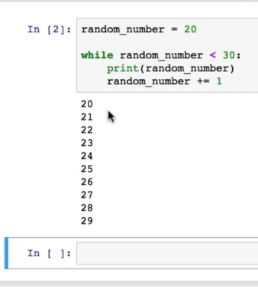 In [2]: random_number = 20
while random_number < 30:
    print(random_number)
    random_number += 1
20
21
22
23
24
25
26
27
28
29
In [ ]: